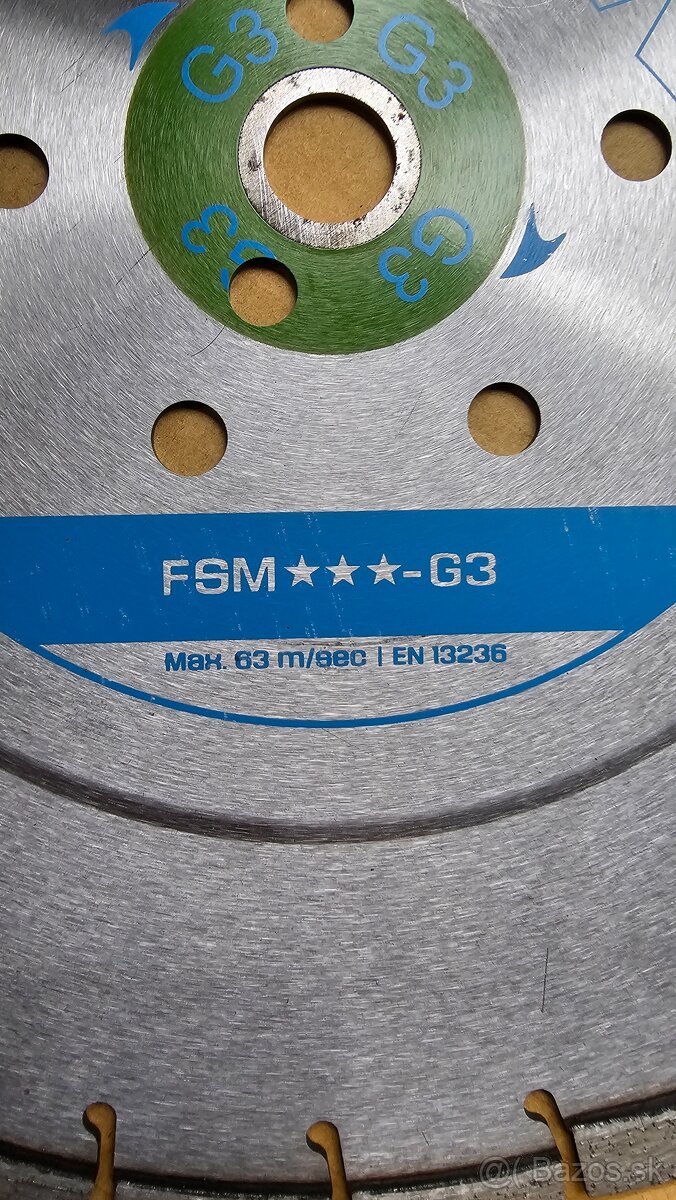 G3 G3
G3 G3
FSM★★★-G3
Max. 63 m/sec | EN 13236
@ Bazos.sk